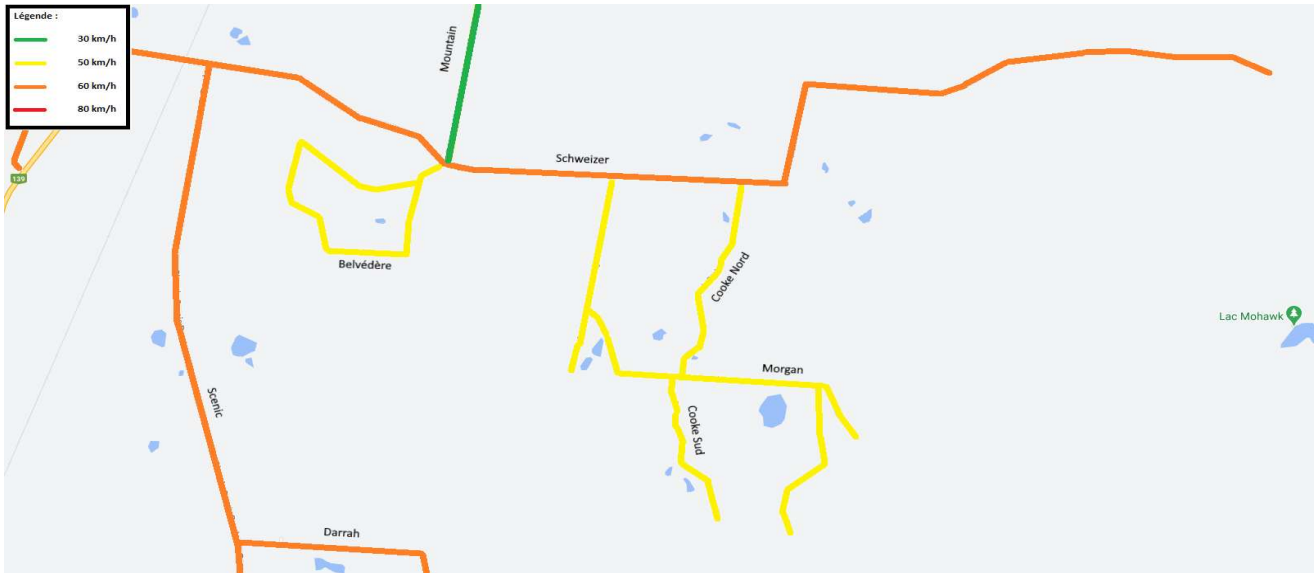 Légende :
30 km/h
50 km/h
60 km/h
80 km/h
139
Mountain
Schweizer
Belvédère
Cooke Nord
Lac Mohawk
Morgan
Scenic
Cooke Sud
Darrah